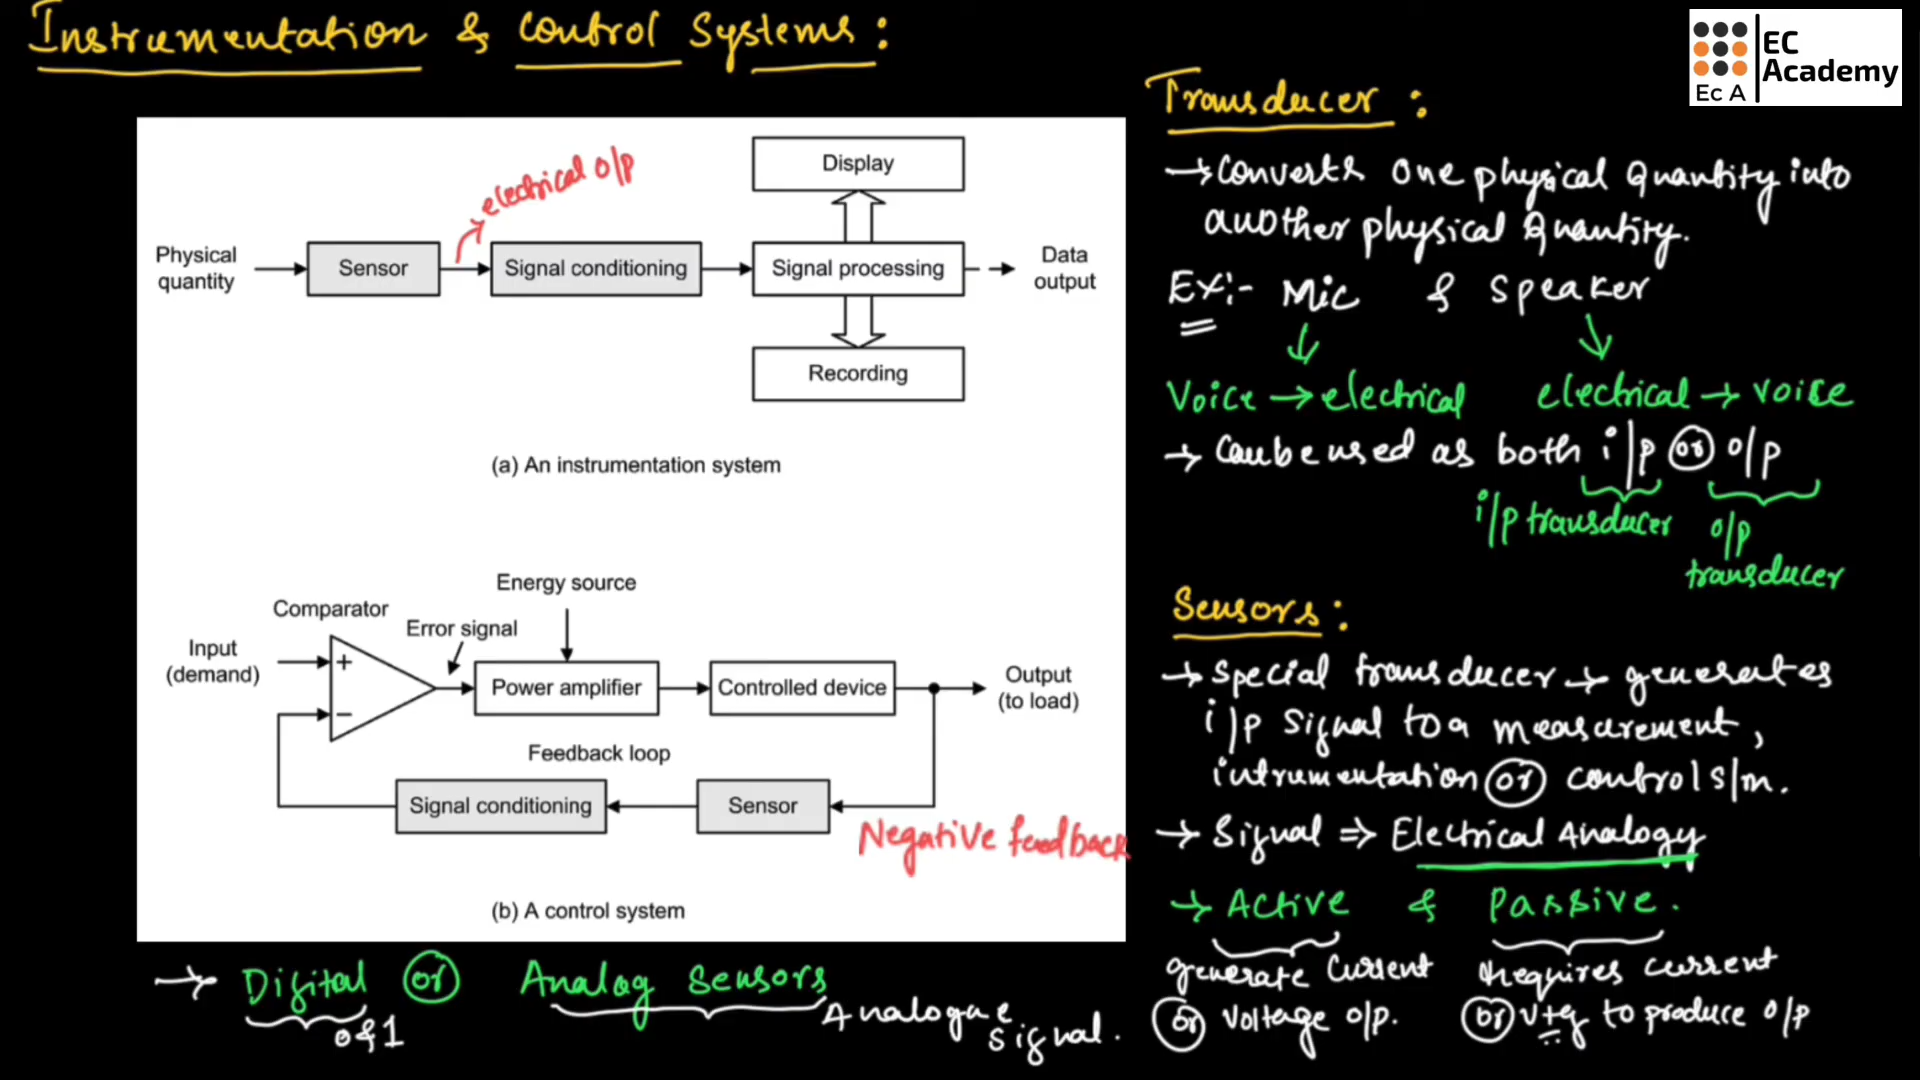 Instrumentation & Control Systems:
EC
Academy
Ec A
Display
electrical o/p
Physical
quantity
Sensor
Signal conditioning
Signal processing
Data
output
Recording
(a) An instrumentation system
Energy source
Comparator
Error signal
Input
(demand)
+
−
Power amplifier
Controlled device
Output
(to load)
Feedback loop
Signal conditioning
Sensor
Negative feedback
(b) A control system
→ Digital or Analog Sensors
0 & 1
Analogue
signal.
Transducer:
→ Converts one physical Quantity into
another physical Quantity.
Ex:- Mic & Speaker
Voice → electrical electrical → voice
→ Can be used as both i/p or o/p
i/p transducer o/p
transducer
Sensors:
→ Special transducer → generates
i/p signal to a measurement,
intrumentation or control s/m.
→ Signal ⇒ Electrical Analogy
→ Active & Passive.
generate current
or voltage o/p.
requires current
or vtg to produce o/p